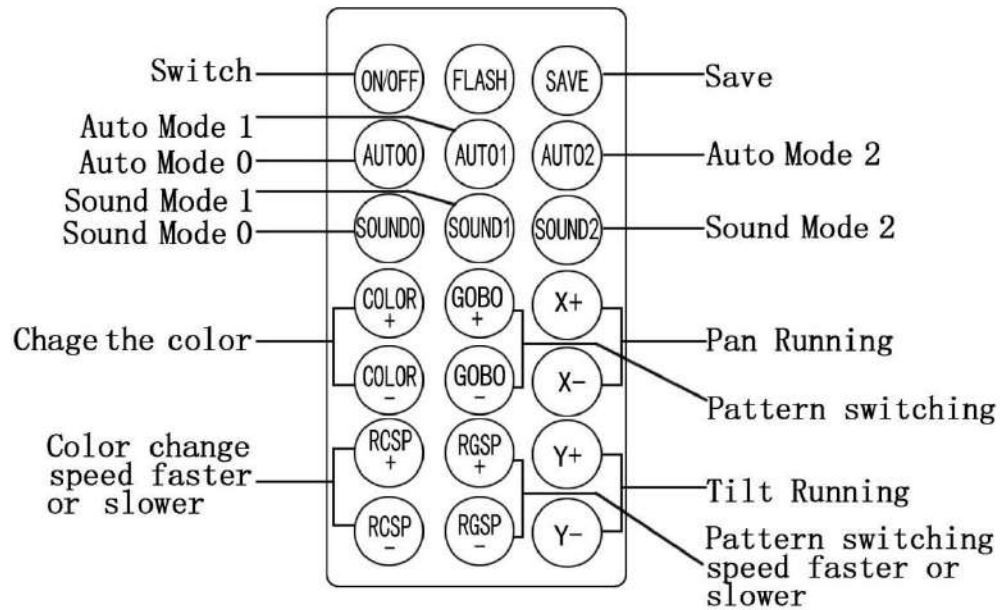 Switch
ON/OFF
FLASH
SAVE
Save
Auto Mode 1
Auto Mode 0
AUTO0
AUTO1
AUTO2
Auto Mode 2
Sound Mode 1
Sound Mode 0
SOUND0
SOUND1
SOUND2
Sound Mode 2
COLOR
+
GOBO
+
X+
Chage the color
Pan Running
COLOR
-
GOBO
-
X-
Pattern switching
RCSP
+
RGSP
+
Y+
Color change
speed faster
or slower
Tilt Running
RCSP
-
RGSP
-
Y-
Pattern switching
speed faster or
slower